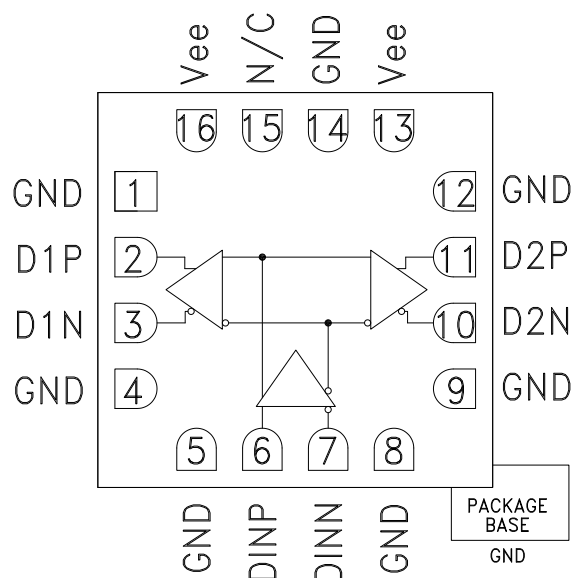 Vee N/C GND Vee
16 15 14 13
GND 1 12 GND
D1P 2 11 D2P
D1N 3 10 D2N
GND 4 9 GND
5 6 7 8
GND DINP DINN GND
PACKAGE
BASE
GND